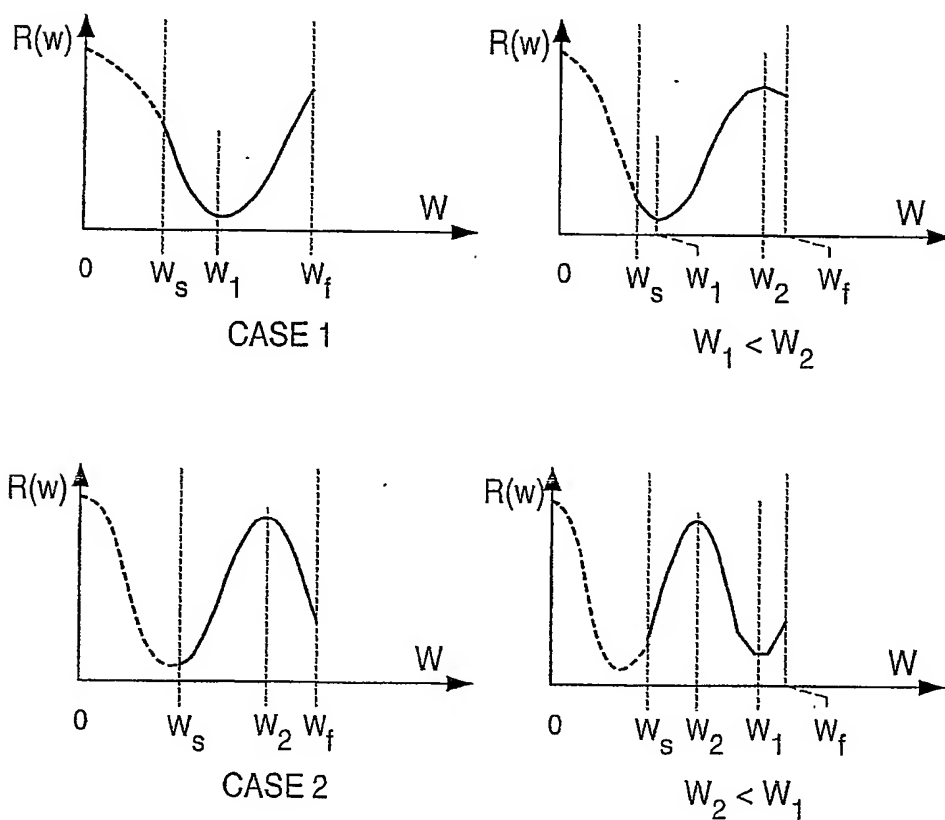 R(w)
W
0 Ws W1 Wf
CASE 1
R(w)
W
0 Ws W1 W2 Wf
W1 < W2
R(w)
W
0 Ws W2 Wf
CASE 2
R(w)
W
0 Ws W2 W1 Wf
W2 < W1